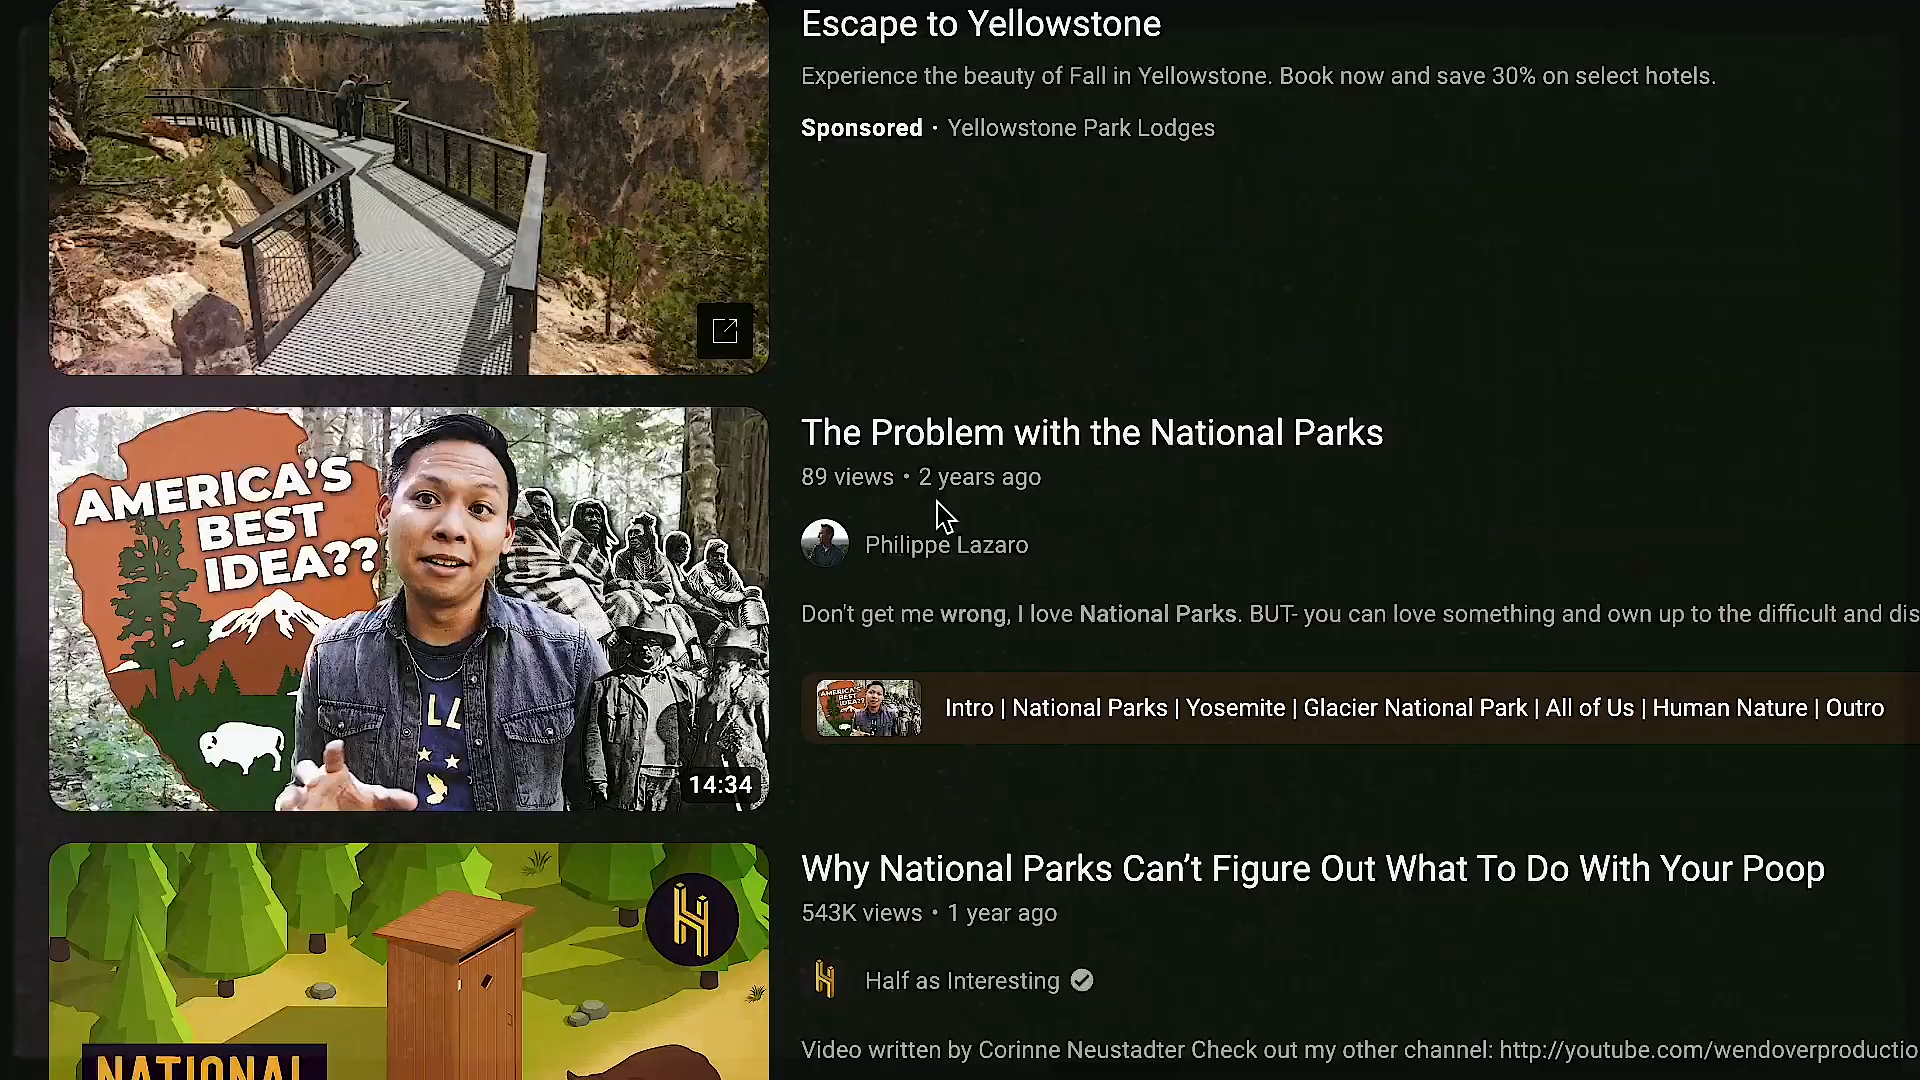 Escape to Yellowstone
Experience the beauty of Fall in Yellowstone. Book now and save 30% on select hotels.
Sponsored · Yellowstone Park Lodges
AMERICA'S
BEST
IDEA??
LL
14:34
The Problem with the National Parks
89 views • 2 years ago
Philippe Lazaro
Don't get me wrong, I love National Parks. BUT- you can love something and own up to the difficult and dis
AMERICA'S
BEST
IDEA??
Intro | National Parks | Yosemite | Glacier National Park | All of Us | Human Nature | Outro
NATIONAL
Why National Parks Can’t Figure Out What To Do With Your Poop
543K views • 1 year ago
Half as Interesting
Video written by Corinne Neustadter Check out my other channel: http://youtube.com/wendoverproductio